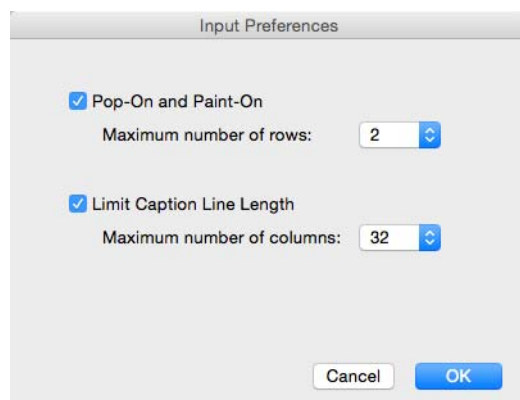 Input Preferences
Pop-On and Paint-On
Maximum number of rows: 2
Limit Caption Line Length
Maximum number of columns: 32
Cancel OK